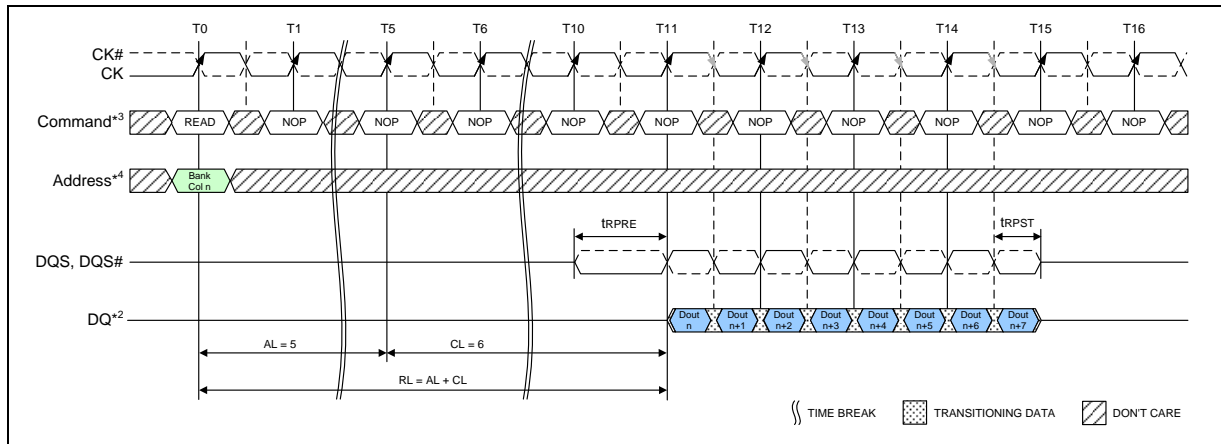 T0 T1 T5 T6 T10 T11 T12 T13 T14 T15 T16
CK#
CK
Command*3 READ NOP NOP NOP NOP NOP NOP NOP NOP NOP NOP
Address*4 Bank
Col n
tRPRE tRPST
DQS, DQS#
DQ*2
Dout n Dout n+1 Dout n+2 Dout n+3 Dout n+4 Dout n+5 Dout n+6 Dout n+7
AL = 5 CL = 6
RL = AL + CL
TIME BREAK TRANSITIONING DATA DON'T CARE